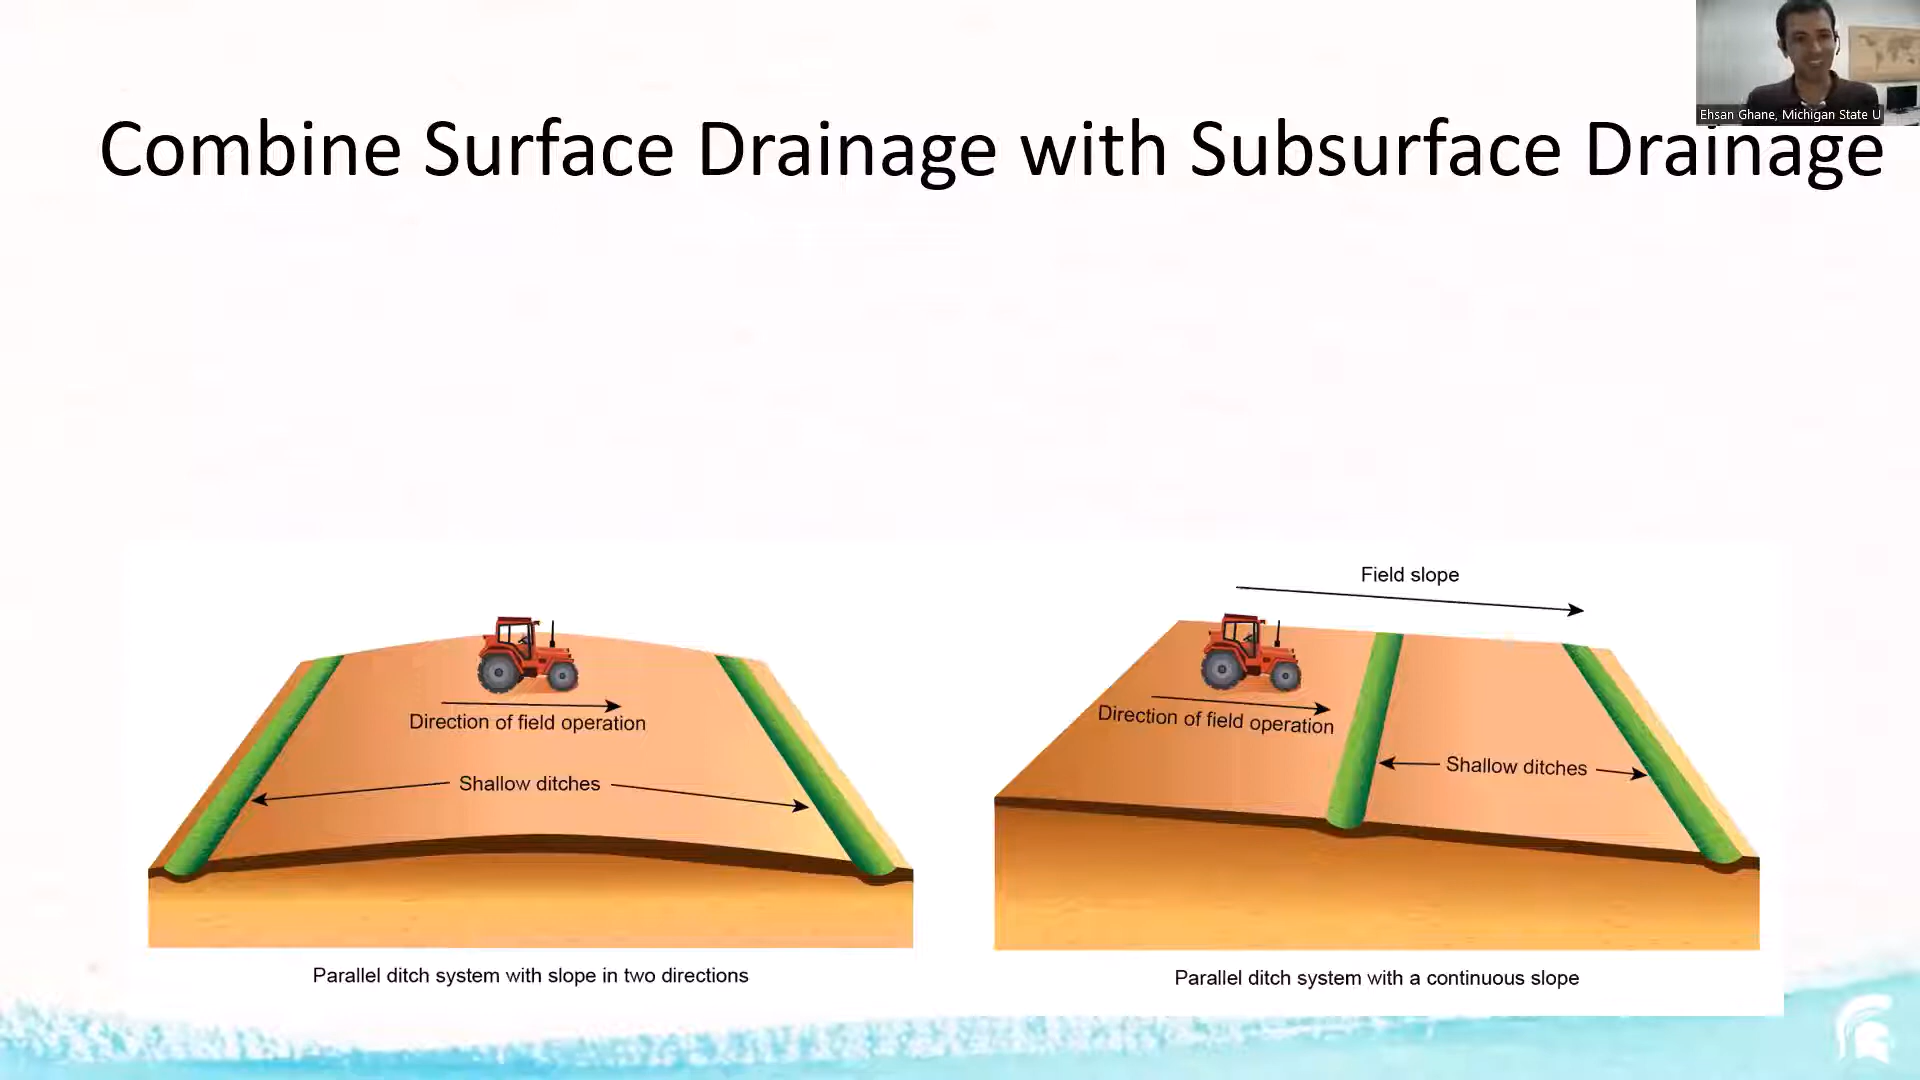 Ehsan Ghane, Michigan State U
Combine Surface Drainage with Subsurface Drainage
Direction of field operation
Shallow ditches
Parallel ditch system with slope in two directions
Field slope
Direction of field operation
Shallow ditches
Parallel ditch system with a continuous slope